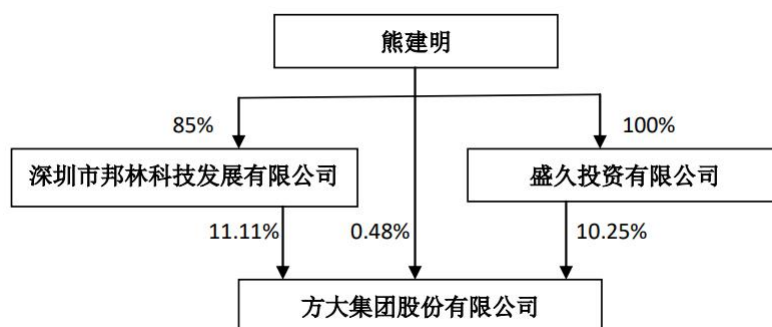 熊建明
85%
100%
深圳市邦林科技发展有限公司
盛久投资有限公司
11.11%
0.48%
10.25%
方大集团股份有限公司